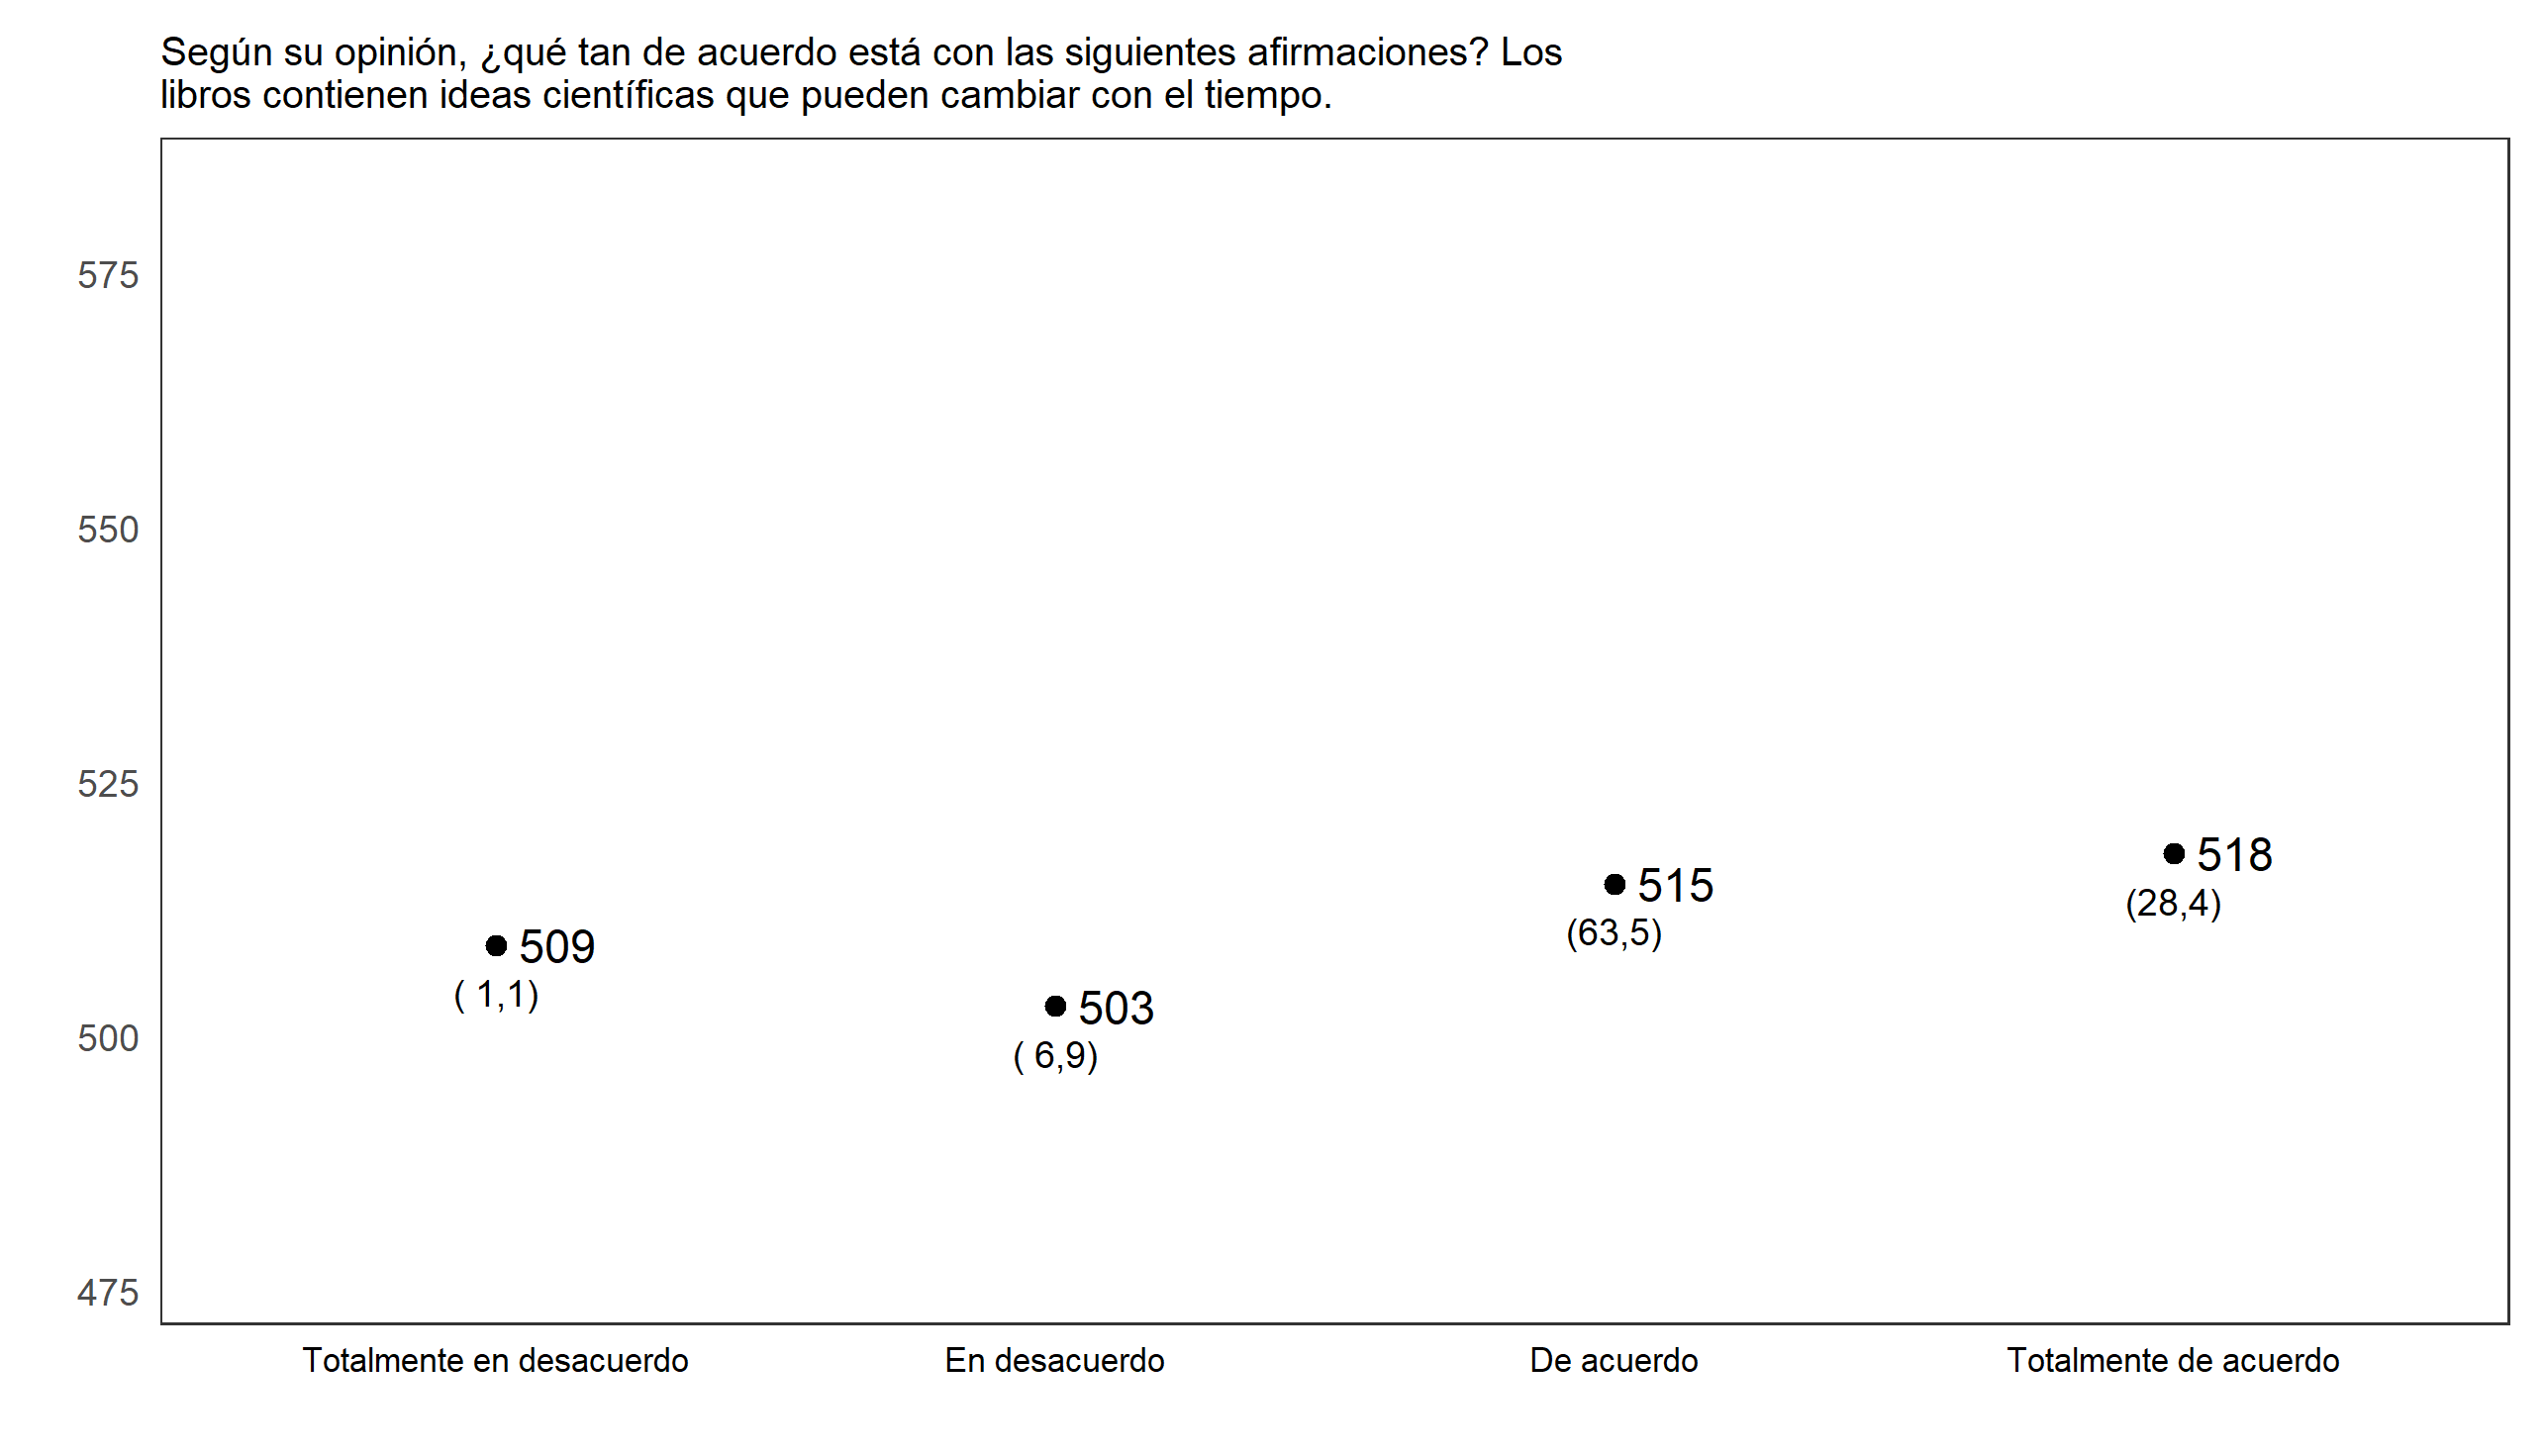 Según su opinión, ¿qué tan de acuerdo está con las siguientes afirmaciones? Los
libros contienen ideas científicas que pueden cambiar con el tiempo.
575
550
525
500
475
509
( 1,1)
503
( 6,9)
515
(63,5)
518
(28,4)
Totalmente en desacuerdo
En desacuerdo
De acuerdo
Totalmente de acuerdo